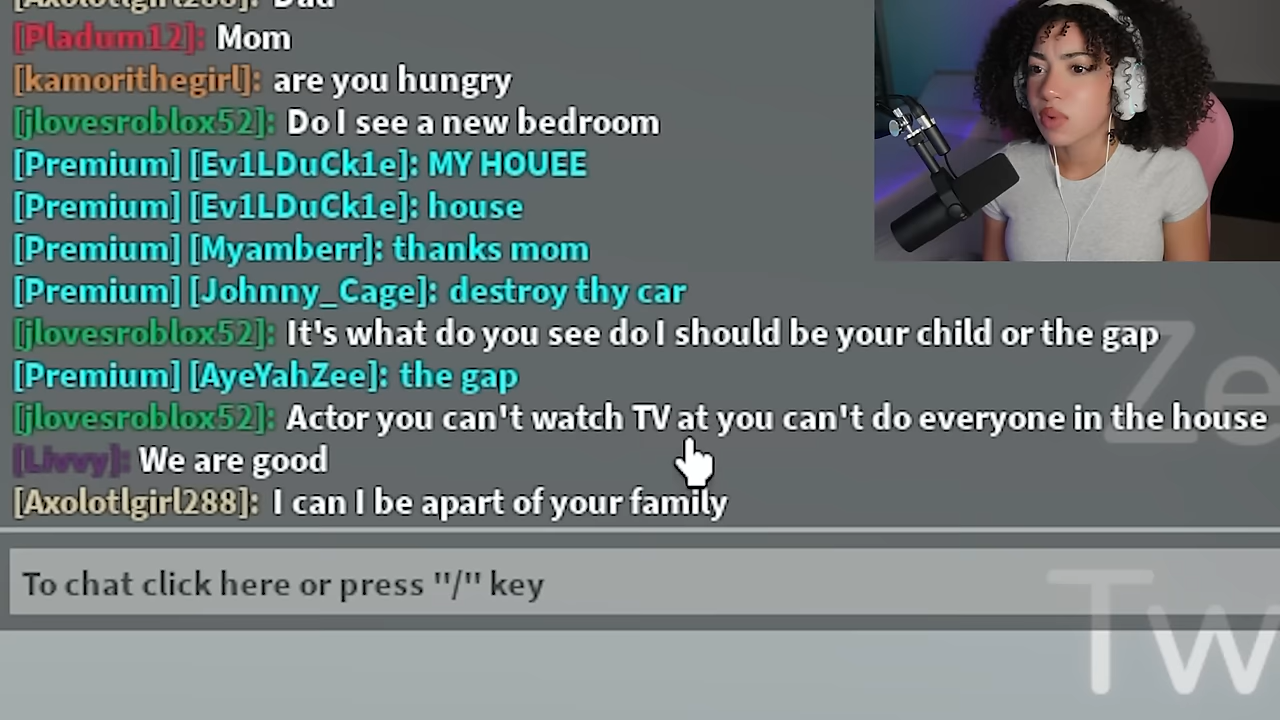 [Axolotlgirl288]: Dad
[Pladum12]: Mom
[kamorithegirl]: are you hungry
[jlovesroblox52]: Do I see a new bedroom
[Premium] [Ev1LDuCk1e]: MY HOUEE
[Premium] [Ev1LDuCk1e]: house
[Premium] [Myamberr]: thanks mom
[Premium] [Johnny_Cage]: destroy thy car
[jlovesroblox52]: It's what do you see do I should be your child or the gap
[Premium] [AyeYahZee]: the gap
[jlovesroblox52]: Actor you can't watch TV at you can't do everyone in the house
[Livvy]: We are good
[Axolotlgirl288]: I can I be apart of your family
Ze
To chat click here or press "/" key
Tw